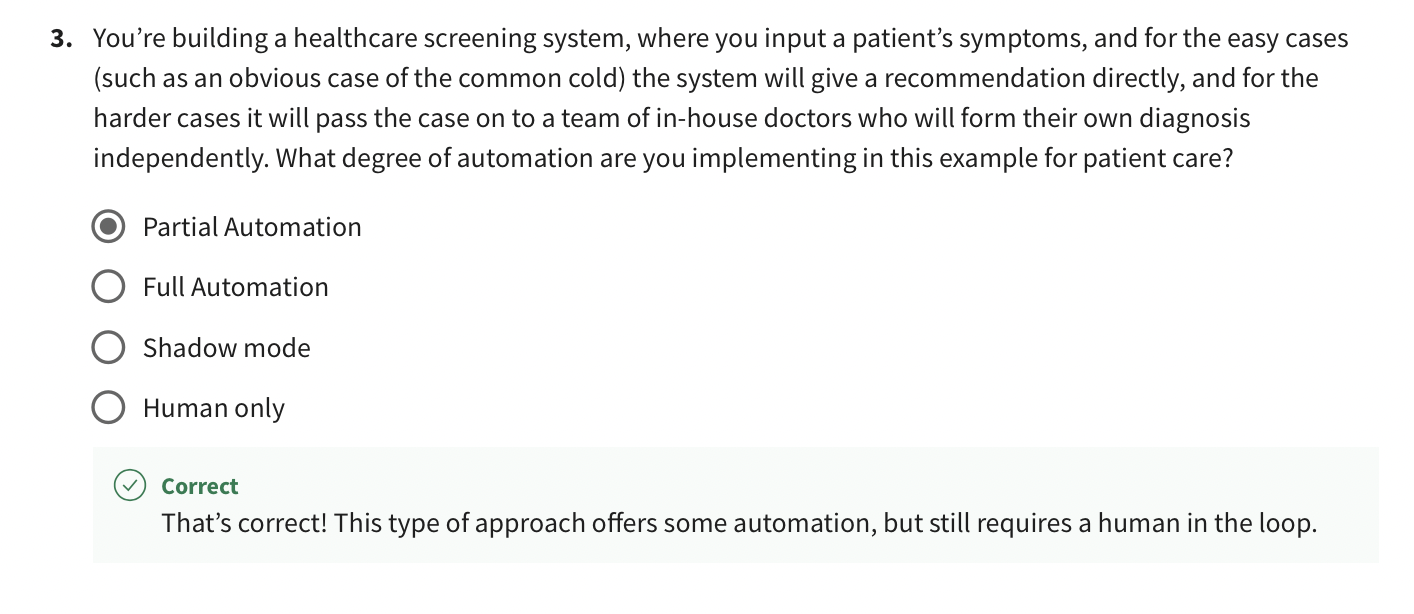 3. You’re building a healthcare screening system, where you input a patient’s symptoms, and for the easy cases
(such as an obvious case of the common cold) the system will give a recommendation directly, and for the
harder cases it will pass the case on to a team of in-house doctors who will form their own diagnosis
independently. What degree of automation are you implementing in this example for patient care?
Partial Automation
Full Automation
Shadow mode
Human only
Correct
That’s correct! This type of approach offers some automation, but still requires a human in the loop.